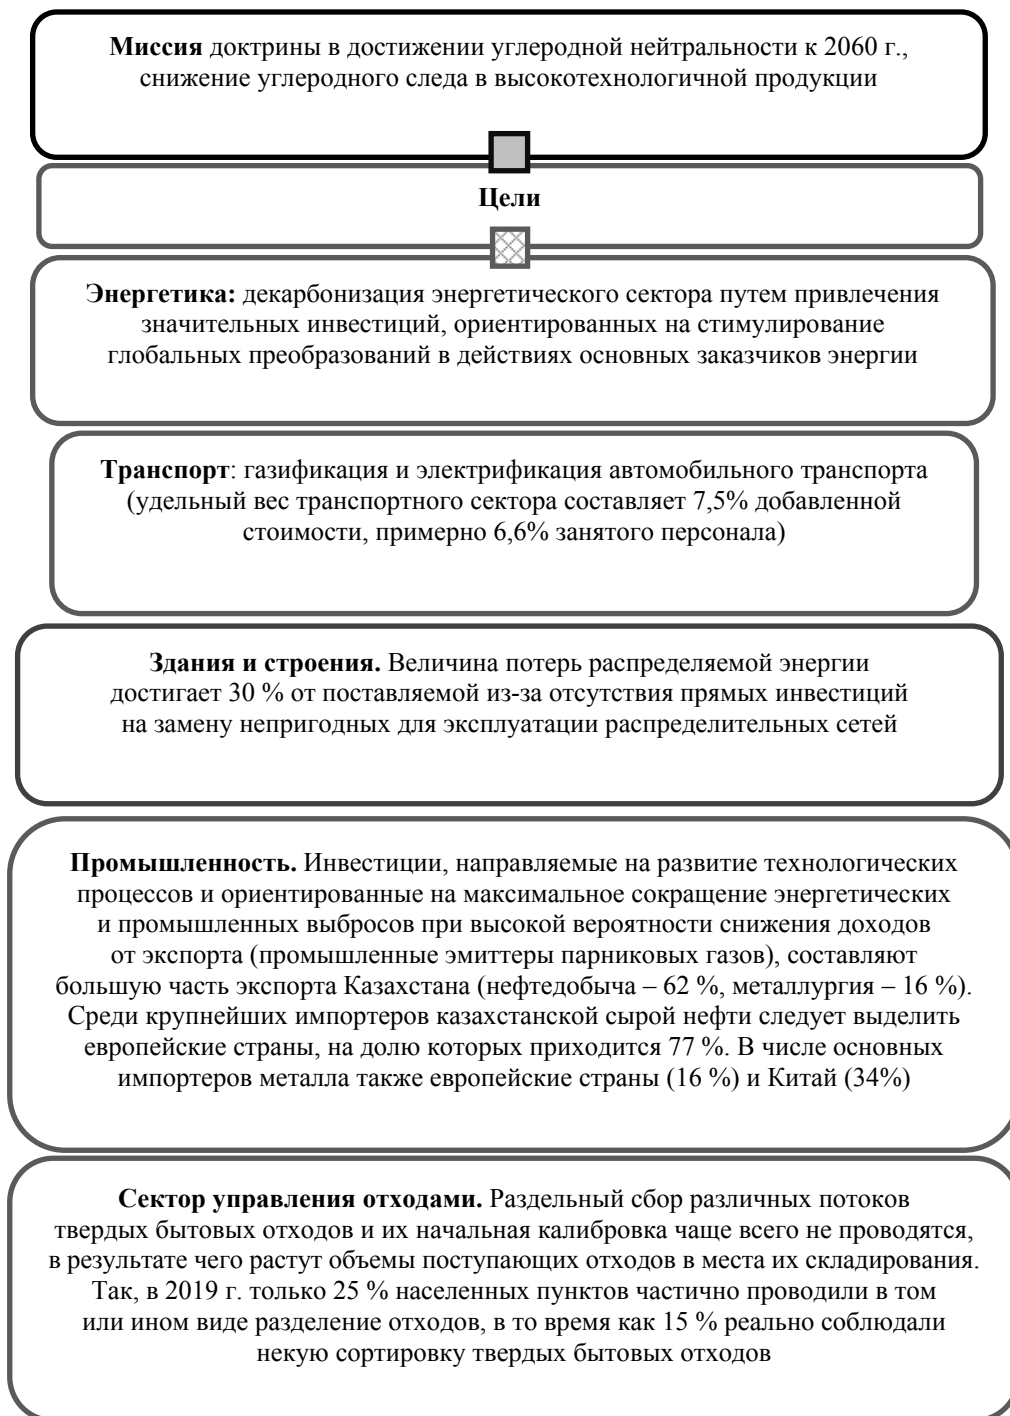 Миссия доктрины в достижении углеродной нейтральности к 2060 г.,
снижение углеродного следа в высокотехнологичной продукции
Цели
Энергетика: декарбонизация энергетического сектора путем привлечения
значительных инвестиций, ориентированных на стимулирование
глобальных преобразований в действиях основных заказчиков энергии
Транспорт: газификация и электрификация автомобильного транспорта
(удельный вес транспортного сектора составляет 7,5% добавленной
стоимости, примерно 6,6% занятого персонала)
Здания и строения. Величина потерь распределяемой энергии
достигает 30 % от поставляемой из-за отсутствия прямых инвестиций
на замену непригодных для эксплуатации распределительных сетей
Промышленность. Инвестиции, направляемые на развитие технологических
процессов и ориентированные на максимальное сокращение энергетических
и промышленных выбросов при высокой вероятности снижения доходов
от экспорта (промышленные эмиттеры парниковых газов), составляют
большую часть экспорта Казахстана (нефтедобыча – 62 %, металлургия – 16 %).
Среди крупнейших импортеров казахстанской сырой нефти следует выделить
европейские страны, на долю которых приходится 77 %. В числе основных
импортеров металла также европейские страны (16 %) и Китай (34%)
Сектор управления отходами. Раздельный сбор различных потоков
твердых бытовых отходов и их начальная калибровка чаще всего не проводятся,
в результате чего растут объемы поступающих отходов в места их складирования.
Так, в 2019 г. только 25 % населенных пунктов частично проводили в том
или ином виде разделение отходов, в то время как 15 % реально соблюдали
некую сортировку твердых бытовых отходов